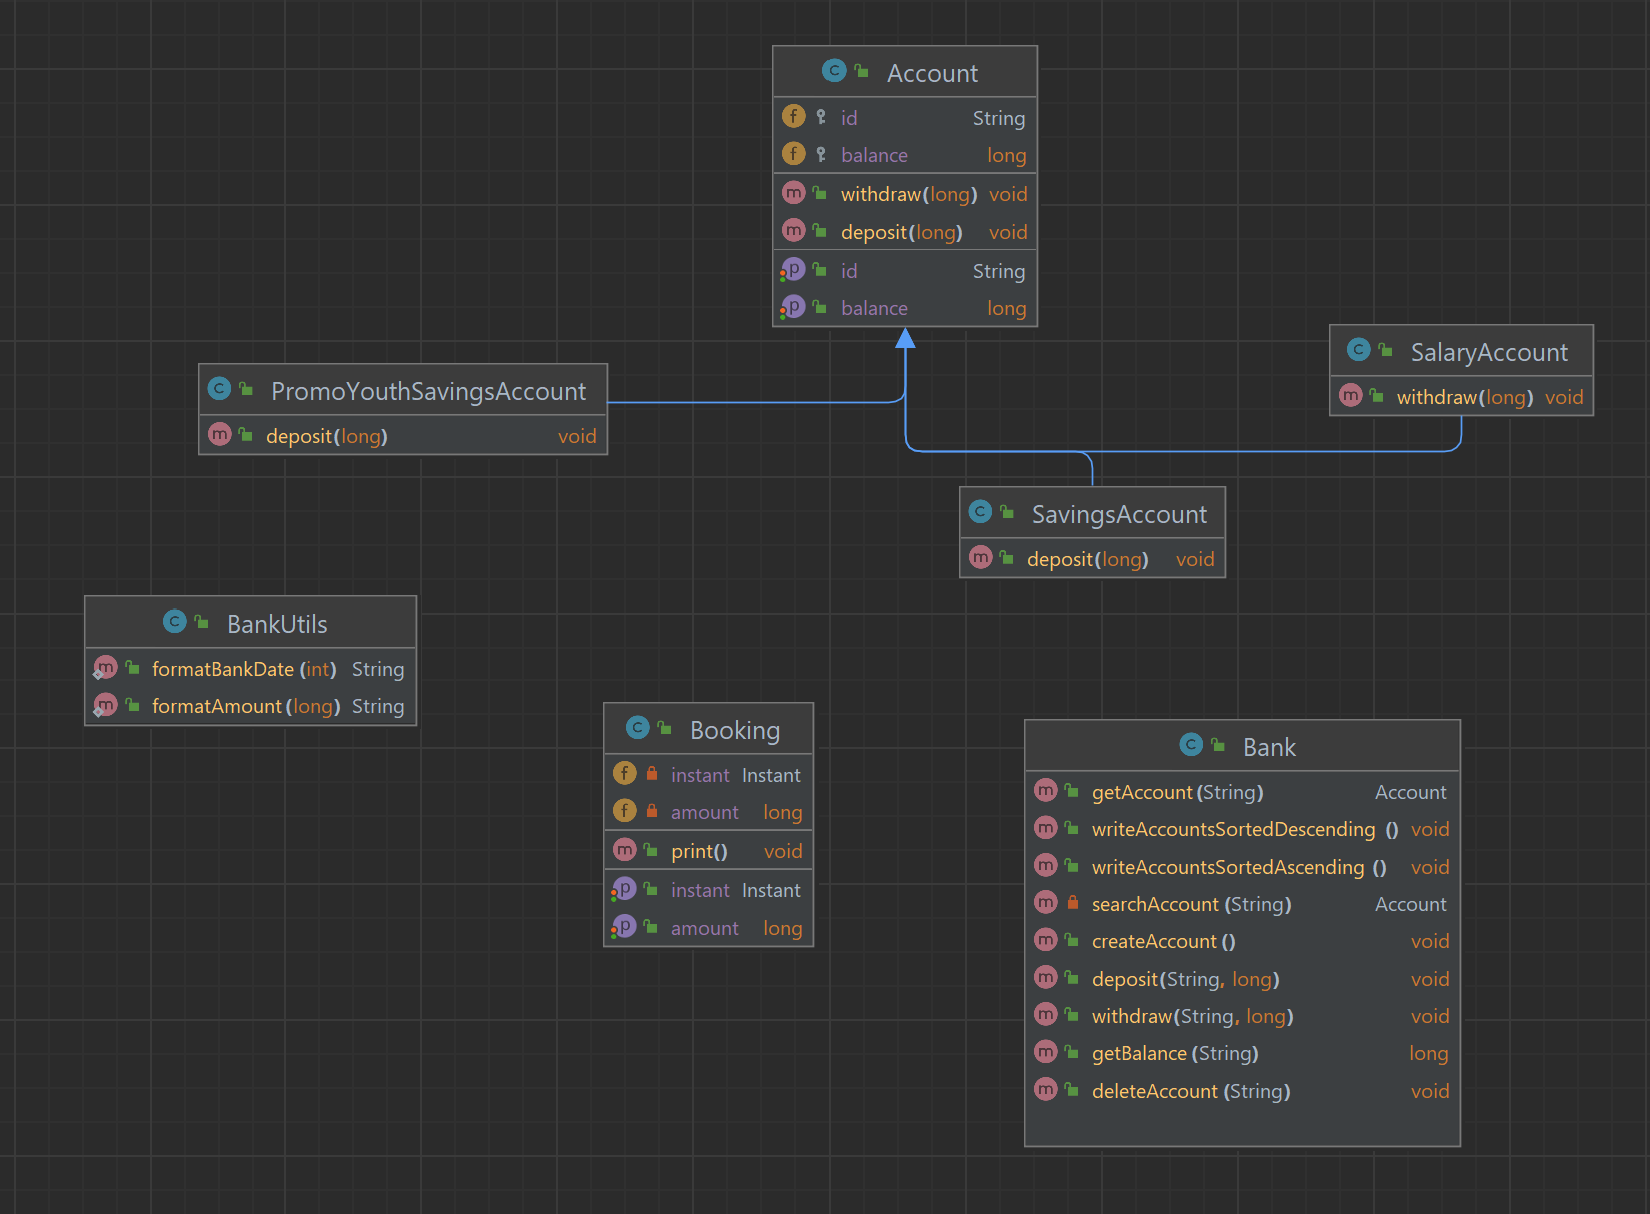 Account
id String
balance long
withdraw(long) void
deposit(long) void
id String
balance long
PromoYouthSavingsAccount
deposit(long) void
SalaryAccount
withdraw(long) void
SavingsAccount
deposit(long) void
BankUtils
formatBankDate(int) String
formatAmount(long) String
Booking
instant Instant
amount long
print() void
instant Instant
amount long
Bank
getAccount(String) Account
writeAccountsSortedDescending () void
writeAccountsSortedAscending () void
searchAccount(String) Account
createAccount() void
deposit(String, long) void
withdraw(String, long) void
getBalance(String) long
deleteAccount(String) void